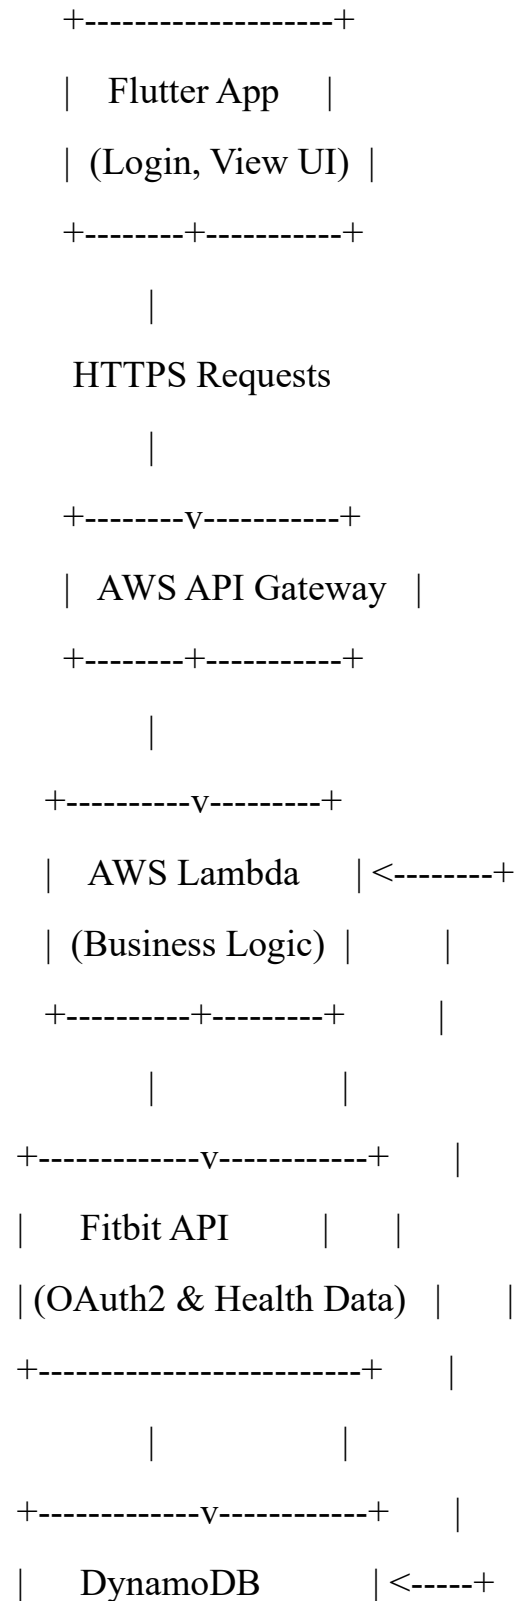 +--------------------+
| Flutter App |
| (Login, View UI) |
+--------+-----------+
|
HTTPS Requests
|
+--------v-----------+
| AWS API Gateway |
+--------+-----------+
|
+----------v---------+
| AWS Lambda |<--------+
| (Business Logic) | |
+----------+---------+ |
| |
+-------------v------------+ |
| Fitbit API | |
| (OAuth2 & Health Data) | |
+--------------------------+ |
| |
+-------------v------------+ |
| DynamoDB |<-----+